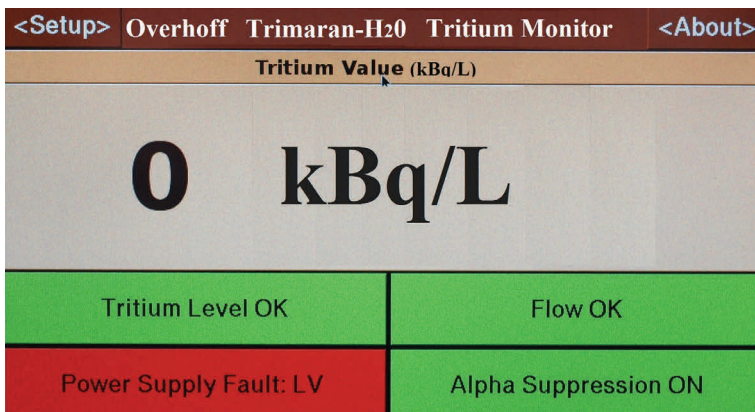 <Setup> Overhoff Trimaran-H20 Tritium Monitor <About>
Tritium Value (kBq/L)
0 kBq/L
Tritium Level OK Flow OK
Power Supply Fault: LV Alpha Suppression ON